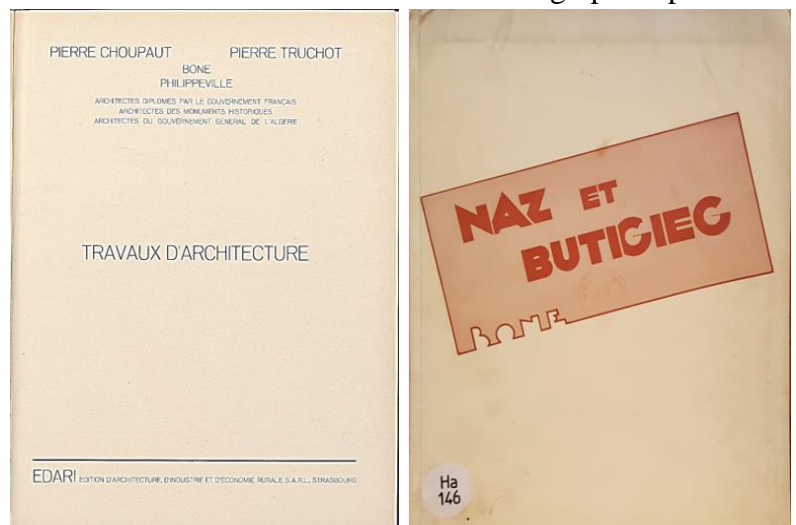 PIERRE CHOUPAUT PIERRE TRUCHOT
BONE
PHILIPPEVILLE
ARCHITECTES DIPLOMÉS PAR LE GOUVERNEMENT FRANÇAIS
ARCHITECTES DES MONUMENTS HISTORIQUES
ARCHITECTES DU GOUVERNEMENT GENERAL DE L'ALGERIE
TRAVAUX D'ARCHITECTURE
EDARI EDITION D'ARCHITECTURE, D'INDUSTRIE ET D'ECONOMIE RURALE S.A.R.L., STRASBOURG
NAZ ET
BUTIGIEG
BONE
Ha
146